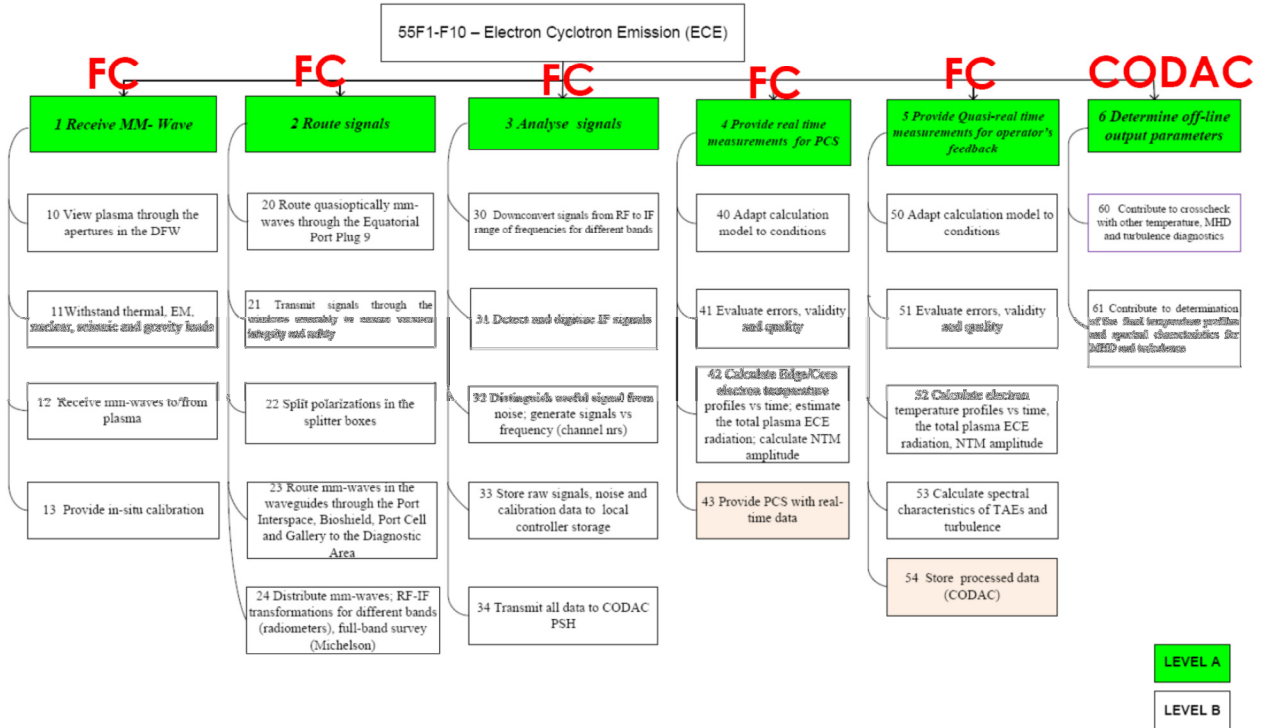 55F1-F10 – Electron Cyclotron Emission (ECE)
FC
FC
FC
FC
FC
CODAC
1 Receive MM- Wave
10 View plasma through the
apertures in the DFW
11Withstand thermal, EM,
nuclear, seismic and gravity loads
12 Receive mm-waves to/from
plasma
13 Provide in-situ calibration
2 Route signals
20 Route quasioptically mm-
waves through the Equatorial
Port Plug 9
21 Transmit signals through the
windows assembly to ensure vacuum
integrity and safety
22 Split polarizations in the
splitter boxes
23 Route mm-waves in the
waveguides through the Port
Interspace, Bioshield, Port Cell
and Gallery to the Diagnostic
Area
24 Distribute mm-waves; RF-IF
transformations for different bands
(radiometers), full-band survey
(Michelson)
3 Analyse signals
30 Downconvert signals from RF to IF
range of frequencies for different bands
31 Detect and digitise IF signals
32 Distinguish useful signal from
noise; generate signals vs
frequency (channel nrs)
33 Store raw signals, noise and
calibration data to local
controller storage
34 Transmit all data to CODAC
PSH
4 Provide real time
measurements for PCS
40 Adapt calculation
model to conditions
41 Evaluate errors, validity
and quality
42 Calculate Edge/Core
electron temperature
profiles vs time; estimate
the total plasma ECE
radiation; calculate NTM
amplitude
43 Provide PCS with real-
time data
5 Provide Quasi-real time
measurements for operator's
feedback
50 Adapt calculation model to
conditions
51 Evaluate errors, validity
and quality
52 Calculate electron
temperature profiles vs time,
the total plasma ECE
radiation, NTM amplitude
53 Calculate spectral
characteristics of TAEs and
turbulence
54 Store processed data
(CODAC)
6 Determine off-line
output parameters
60 Contribute to crosscheck
with other temperature, MHD
and turbulence diagnostics
61 Contribute to determination
of the final temperature profiles
and spectral characteristics for
MHD and turbulence
LEVEL A
LEVEL B